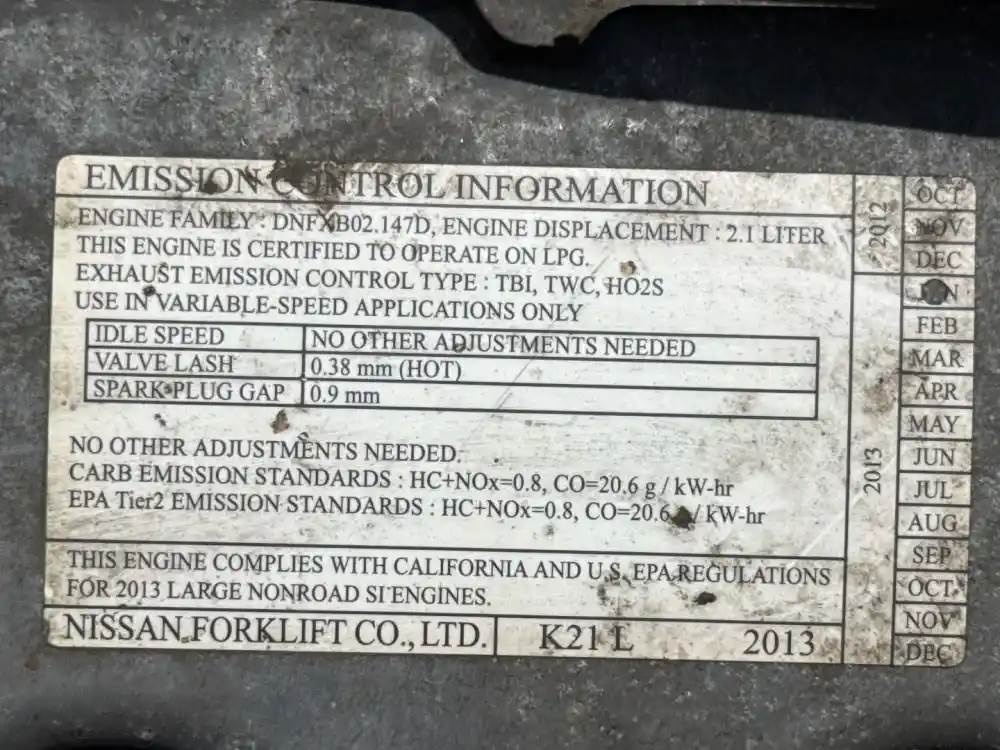 EMISSION CONTROL INFORMATION
ENGINE FAMILY : DNFXB02.147D, ENGINE DISPLACEMENT : 2.1 LITER
THIS ENGINE IS CERTIFIED TO OPERATE ON LPG.
EXHAUST EMISSION CONTROL TYPE : TBI, TWC, HO2S
USE IN VARIABLE-SPEED APPLICATIONS ONLY
IDLE SPEED NO OTHER ADJUSTMENTS NEEDED
VALVE LASH 0.38 mm (HOT)
SPARK PLUG GAP 0.9 mm
NO OTHER ADJUSTMENTS NEEDED.
CARB EMISSION STANDARDS : HC+NOx=0.8, CO=20.6 g / kW-hr
EPA Tier2 EMISSION STANDARDS : HC+NOx=0.8, CO=20.6 / kW-hr
THIS ENGINE COMPLIES WITH CALIFORNIA AND U.S. EPA REGULATIONS
FOR 2013 LARGE NONROAD SI ENGINES.
NISSAN FORKLIFT CO., LTD. K21 L 2013
2012
OCT
NOV
DEC
2013
JAN
FEB
MAR
APR
MAY
JUN
JUL
AUG
SEP
OCT
NOV
DEC